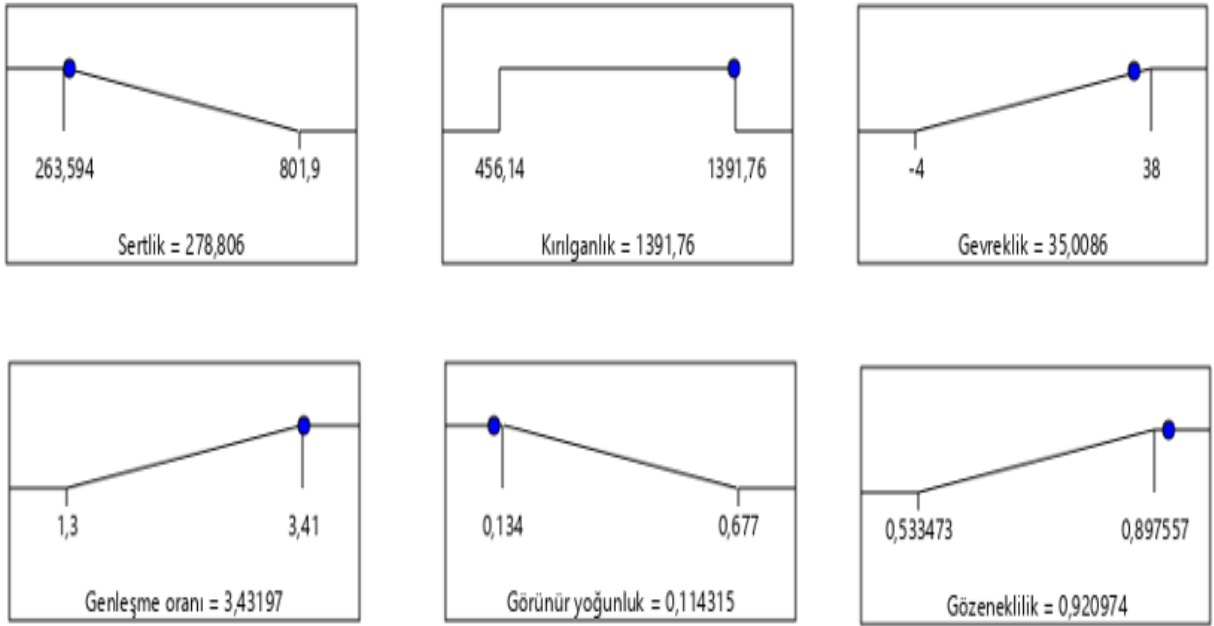 263,594 801,9
Sertlik = 278,806
456,14 1391,76
Kırılganlık = 1391,76
-4 38
Gevreklik = 35,0086
1,3 3,41
Genleşme oranı = 3,43197
0,134 0,677
Görünür yoğunluk = 0,114315
0,533473 0,897557
Gözeneklilik = 0,920974